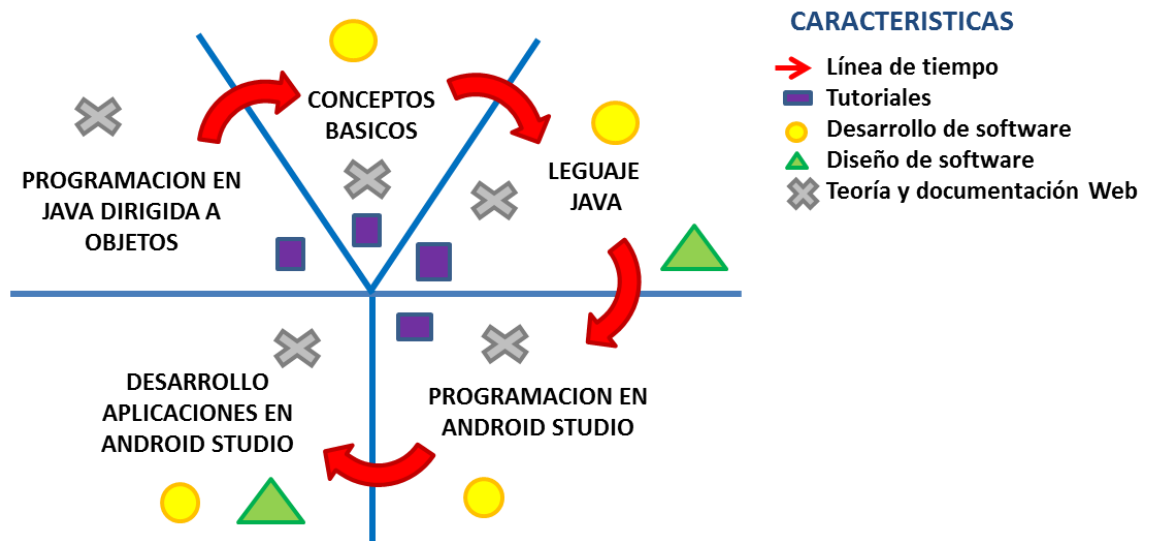 CARACTERISTICAS
Línea de tiempo
Tutoriales
Desarrollo de software
Diseño de software
Teoría y documentación Web
PROGRAMACION EN
JAVA DIRIGIDA A
OBJETOS
CONCEPTOS
BASICOS
LEGUAJE
JAVA
PROGRAMACION EN
ANDROID STUDIO
DESARROLLO
APLICACIONES EN
ANDROID STUDIO